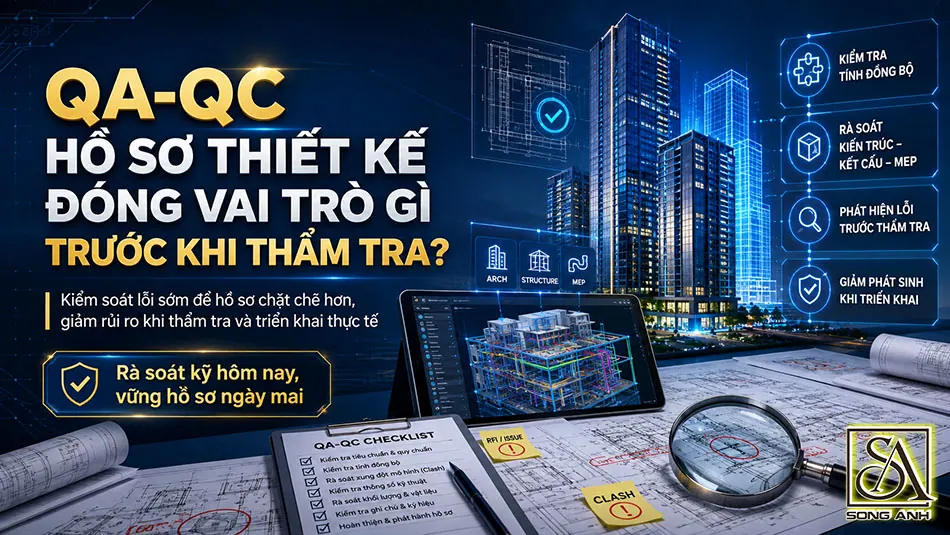 QA-QC
HỒ SƠ THIẾT KẾ
ĐÓNG VAI TRÒ GÌ
TRƯỚC KHI THẨM TRA?
Kiểm soát lỗi sớm để hồ sơ chặt chẽ hơn,
giảm rủi ro khi thẩm tra và triển khai thực tế
Rà soát kỹ hôm nay,
vững hồ sơ ngày mai
KIỂM TRA
TÍNH ĐỒNG BỘ
RÀ SOÁT
KIẾN TRÚC –
KẾT CẤU – MEP
PHÁT HIỆN LỖI
TRƯỚC THẨM TRA
GIẢM PHÁT SINH
KHI TRIỂN KHAI
ARCH
STRUCTURE
MEP
QA-QC CHECKLIST
Kiểm tra tiêu chuẩn & quy chuẩn
Kiểm tra tính đồng bộ
Rà soát xung đột mô hình (Clash)
Kiểm tra thông số kỹ thuật
Rà soát khối lượng & vật liệu
Kiểm tra ghi chú & ký hiệu
Hoàn thiện & phát hành hồ sơ
RFI / ISSUE
CLASH
SA
SONG ANH